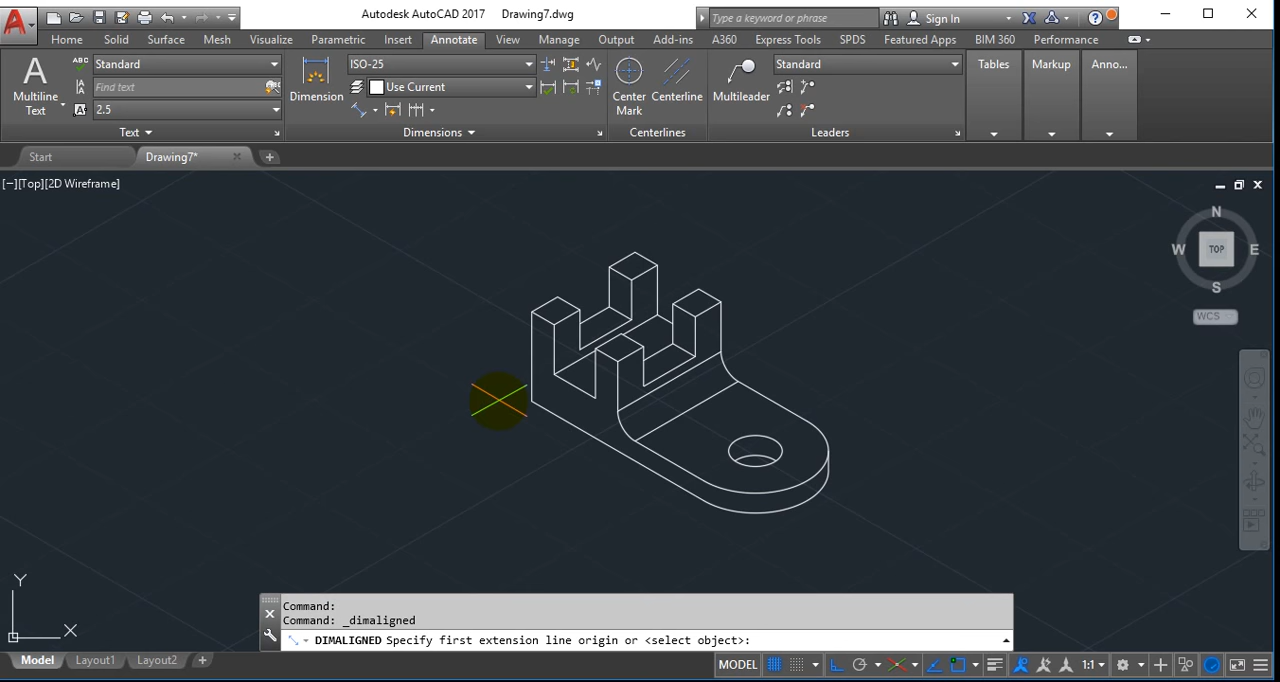 Autodesk AutoCAD 2017 Drawing7.dwg
Type a keyword or phrase
Sign In
Home Solid Surface Mesh Visualize Parametric Insert Annotate View Manage Output Add-ins A360 Express Tools SPDS Featured Apps BIM 360 Performance
A ABC Standard
Multiline
Text
Find text
2.5
Text
Dimension
ISO-25
Use Current
Dimensions
Center
Mark
Centerline
Centerlines
Multileader
Standard
Leaders
Tables
Markup
Anno...
Start
Drawing7*
[−][Top][2D Wireframe]
N
W TOP E
S
WCS
Y
X
Command:
Command: _dimaligned
DIMALIGNED Specify first extension line origin or <select object>:
Model Layout1 Layout2 +
MODEL
1:1